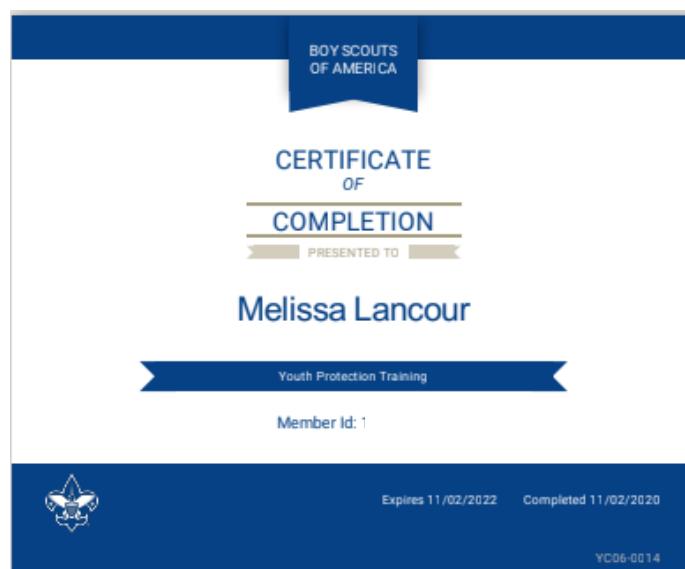 BOY SCOUTS
OF AMERICA
CERTIFICATE
OF
COMPLETION
PRESENTED TO
Melissa Lancour
Youth Protection Training
Member Id: 1
Expires 11/02/2022 Completed 11/02/2020
YC06-0014